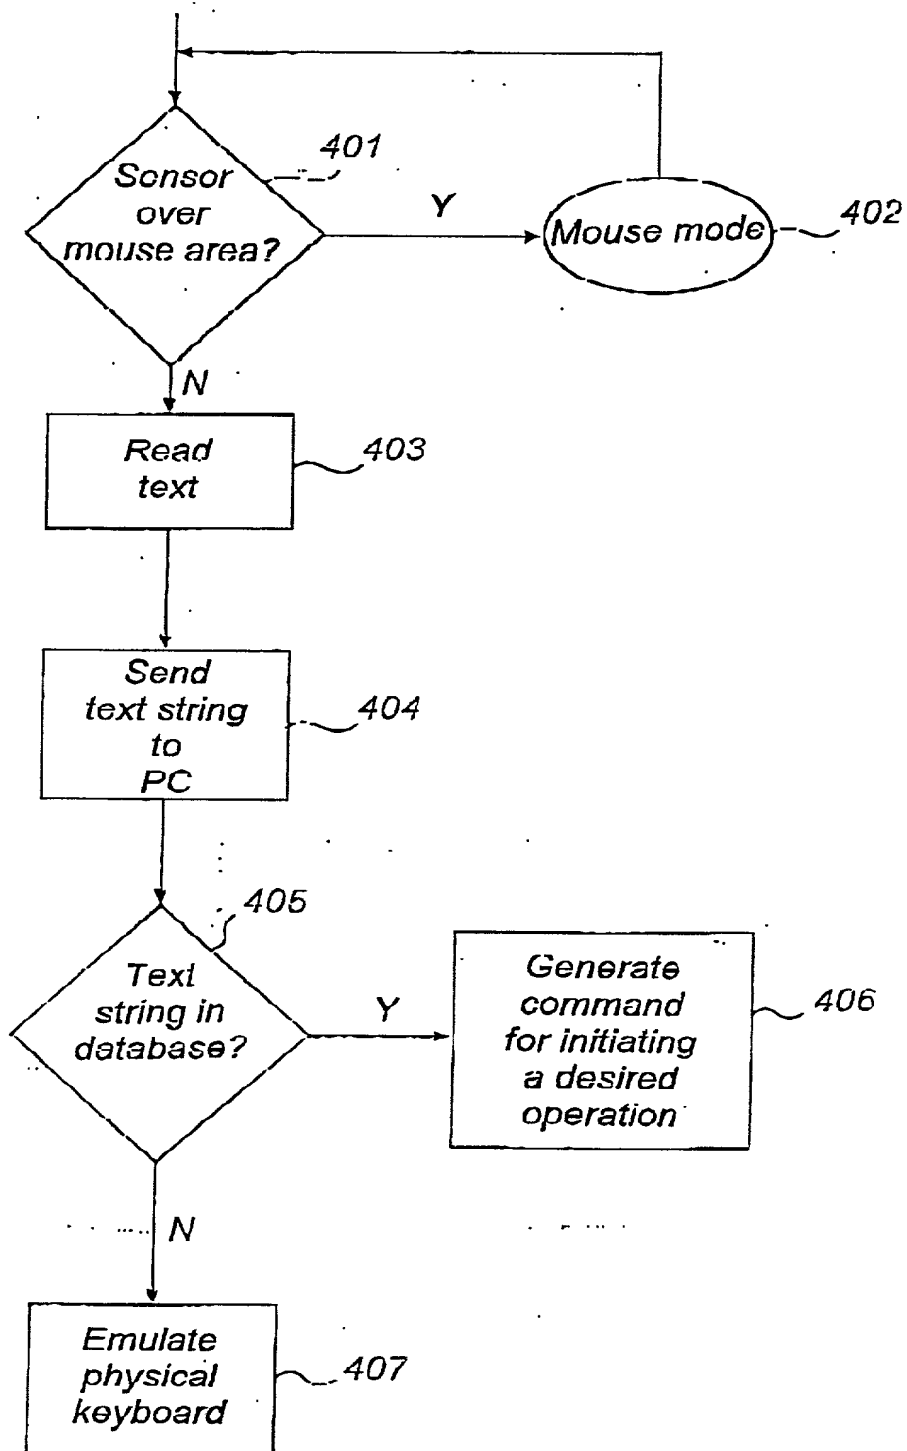 401
Sensor
over
mouse area?
Y
Mouse mode
402
N
Read
text
403
Send
text string
to
PC
404
405
Text
string in
database?
Y
Generate
command
for initiating
a desired
operation
406
N
Emulate
physical
keyboard
407